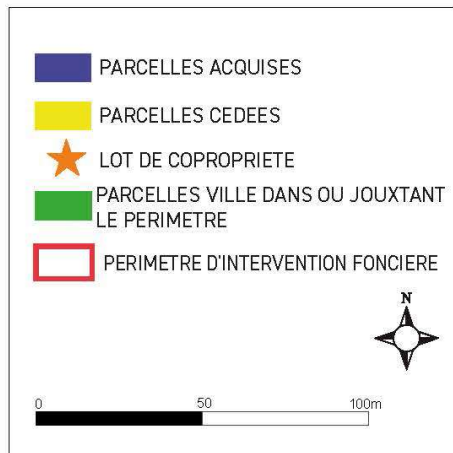 PARCELLES ACQUISES
PARCELLES CEDEES
LOT DE COPROPRIETE
PARCELLES VILLE DANS OU JOUXTANT
LE PERIMETRE
PERIMETRE D'INTERVENTION FONCIERE
N
0 50 100m